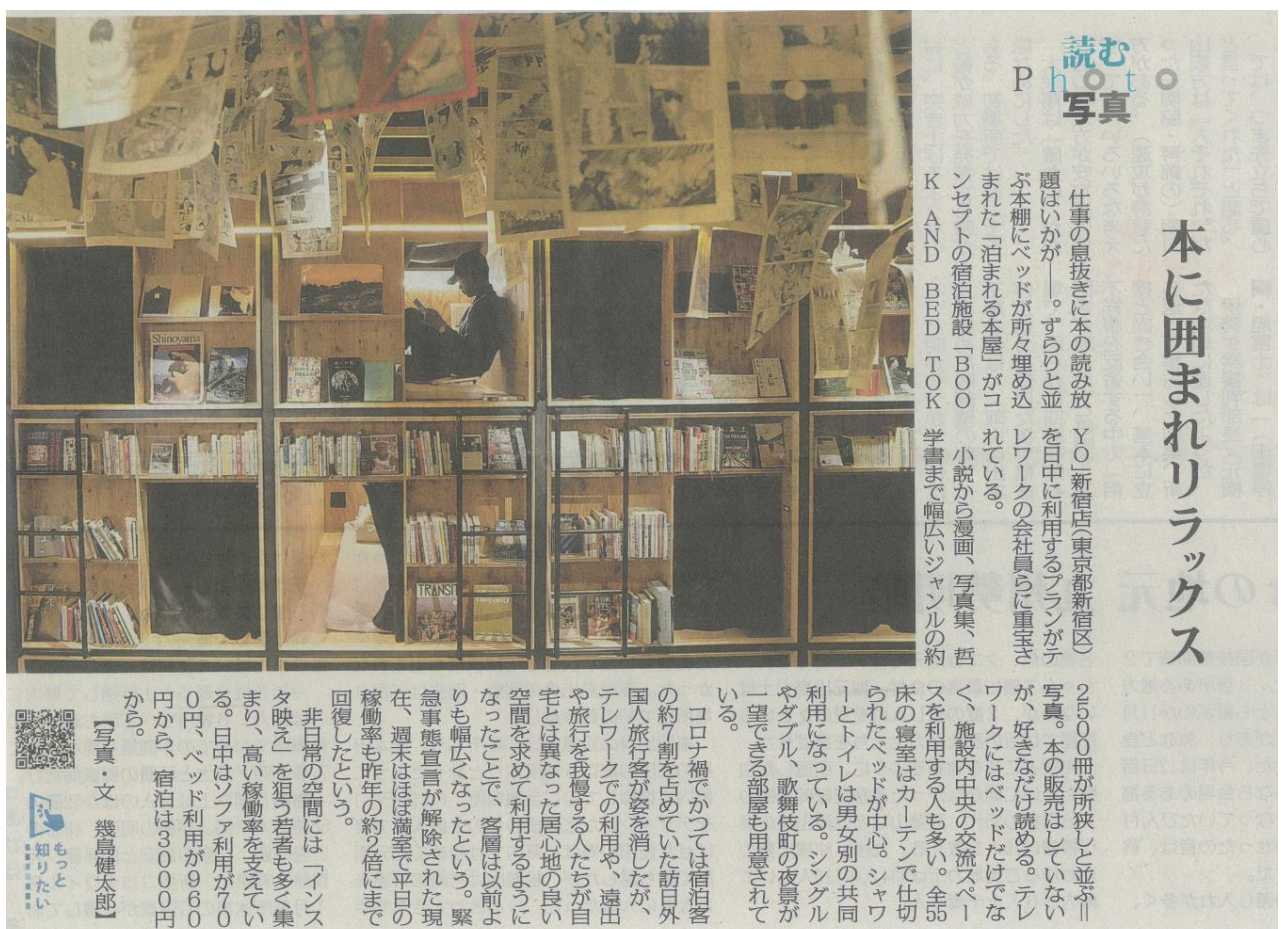 読む
Photo
写真
本に囲まれリラックス
仕事の息抜きに本の読み放
題はいかが――。ずらりと並
ぶ本棚にベッドが所々埋め込
まれた「泊まれる本屋」がコ
ンセプトの宿泊施設「BOO
K AND BED TOK
YO」新宿店(東京都新宿区)
を日中に利用するプランがテ
レワークの会社員らに重宝さ
れている。
小説から漫画、写真集、哲
学書まで幅広いジャンルの約
2500冊が所狭しと並ぶ＝
写真。本の販売はしてない
が、好きなだけ読める。テレ
ワークにはベッドだけでな
く、施設内中央の交流スペー
スを利用する人も多い。全55
床の寝室はカーテンで仕切
られたベッドが中心。シャワ
ーとトイレは男女別の共同
利用になっている。シングル
やダブル、歌舞伎町の夜景が
一望できる部屋も用意されて
いる。
コロナ禍でかつては宿泊客
の約7割を占めていた訪日外
国人旅行客が姿を消したが、
テレワークでの利用や、遠出
や旅行を我慢する人たちが自
宅とは異なった居心地の良い
空間を求めて利用するように
なったことで、客層は以前よ
りも幅広くなったという。緊
急事態宣言が解除された現
在、週末はほぼ満室で平日の
稼働率も昨年の約2倍にまで
回復したという。
非日常の空間には「インス
タ映え」を狙う若者も多く集
まり、高い稼働率を支えてい
る。日中はソファ利用が770
0円、ベッド利用が960
円から、宿泊は3000円
から。
【写真・文 幾島健太郎】
もっと
知りたい
Shinoyama
TRANSIT